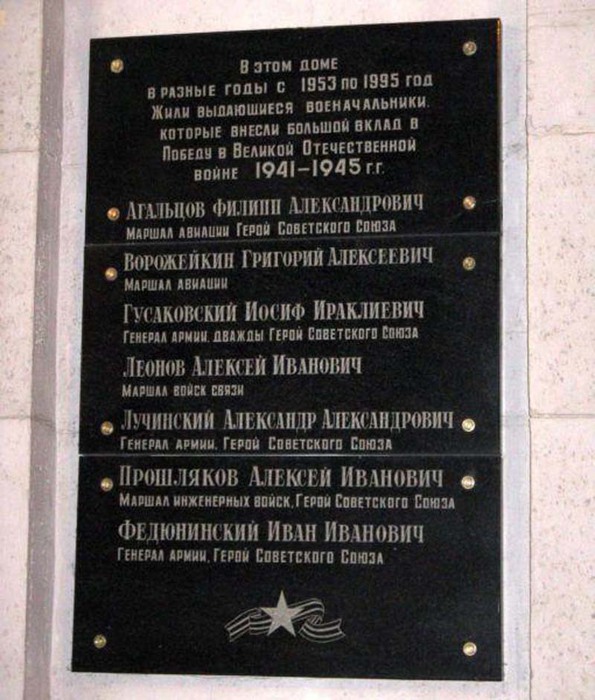 В этом доме
в разные годы с 1953 по 1995 год
Жили выдающиеся военачальники,
которые внесли большой вклад в
Победу в Великой Отечественной
войне 1941–1945 г.г.
Агальцов Филипп Александрович
Маршал авиации Герой Советского Союза
Ворожейкин Григорий Алексеевич
Маршал авиации
Гусаковский Иосиф Ираклиевич
Генерал армии, дважды Герой Советского Союза
Леонов Алексей Иванович
Маршал войск связи
Лучинский Александр Александрович
Генерал армии, Герой Советского Союза
Прошляков Алексей Иванович
Маршал инженерных войск, Герой Советского Союза
Федюнинский Иван Иванович
Генерал армии, Герой Советского Союза